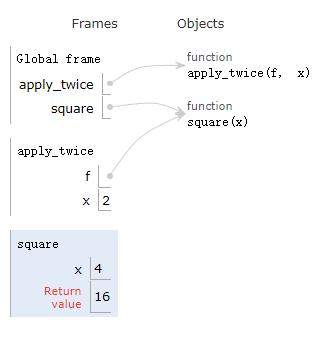 Frames Objects
Global frame
apply_twice
square
function
apply_twice(f, x)
function
square(x)
apply_twice
f
x 2
square
x 4
Return
value 16